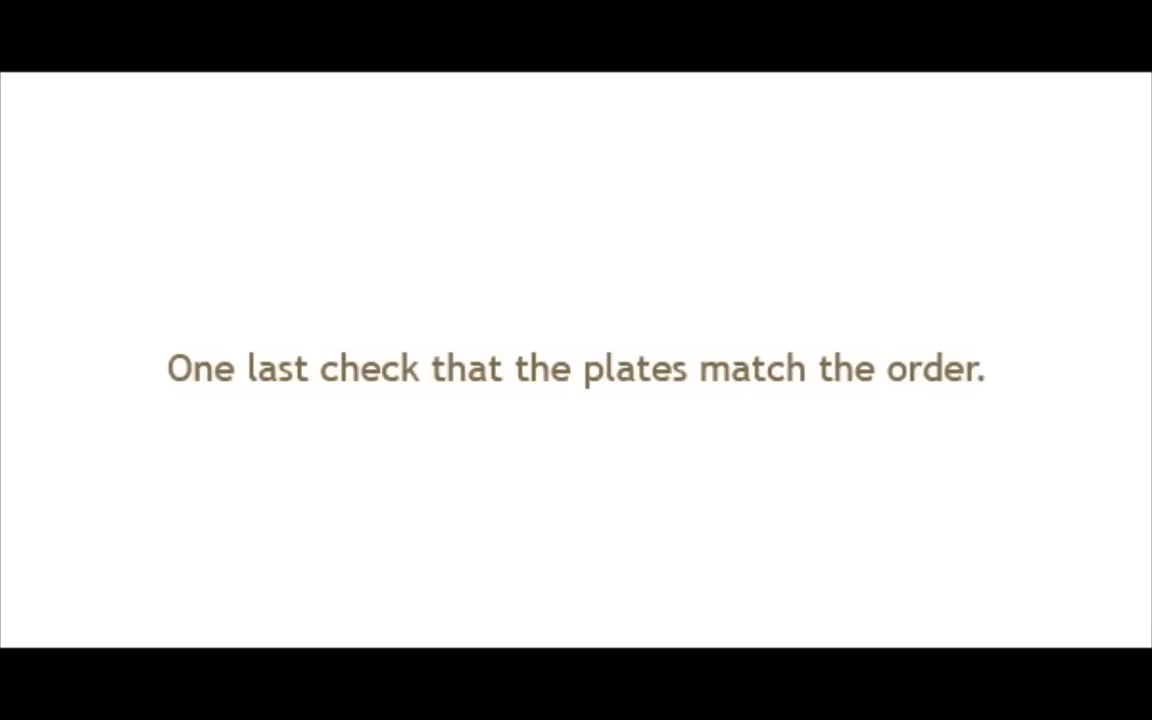 One last check that the plates match the order.